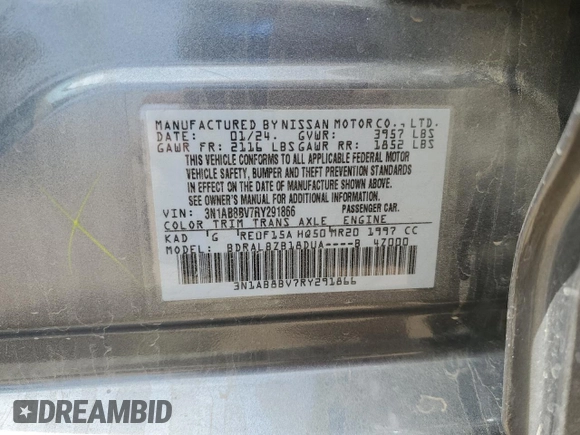 MANUFACTURED BY NISSAN MOTOR CO., LTD.
DATE: 01/24. GVWR: 3957 LBS
GAWR FR: 2116 LBS GAWR RR: 1852 LBS
THIS VEHICLE CONFORMS TO ALL APPLICABLE FEDERAL MOTOR
VEHICLE SAFETY, BUMPER AND THEFT PREVENTION STANDARDS
IN EFFECT ON THE DATE OF MANUFACTURE SHOWN ABOVE.
SEE OWNER'S MANUAL FOR ADDITIONAL INFORMATION.
VIN: 3N1AB8BV7RY291866 PASSENGER CAR.
COLOR TRIM TRANS AXLE ENGINE
KAD 'G 'RE0F15A HQ50 MR20 1997 CC
MODEL: BDRALBZB18DUA----B 47000
3N1AB8BV7RY291866
DREAMBID